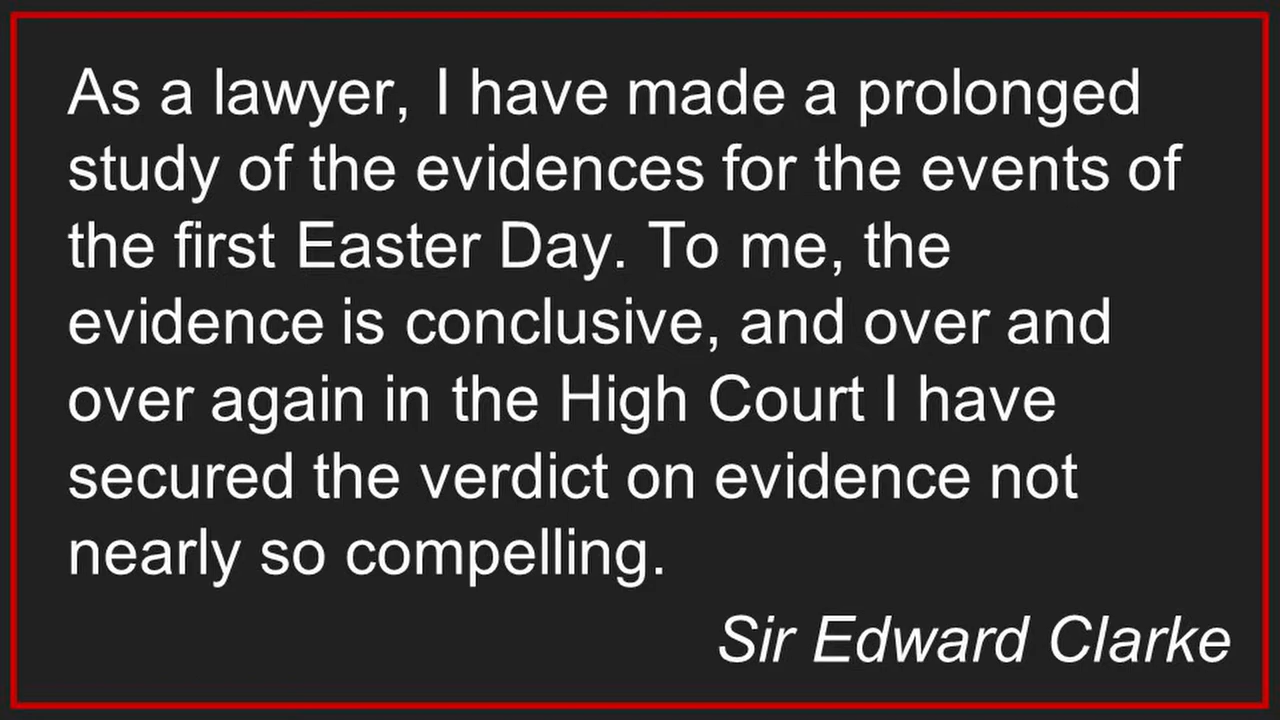 As a lawyer, I have made a prolonged
study of the evidences for the events of
the first Easter Day. To me, the
evidence is conclusive, and over and
over again in the High Court I have
secured the verdict on evidence not
nearly so compelling.
Sir Edward Clarke